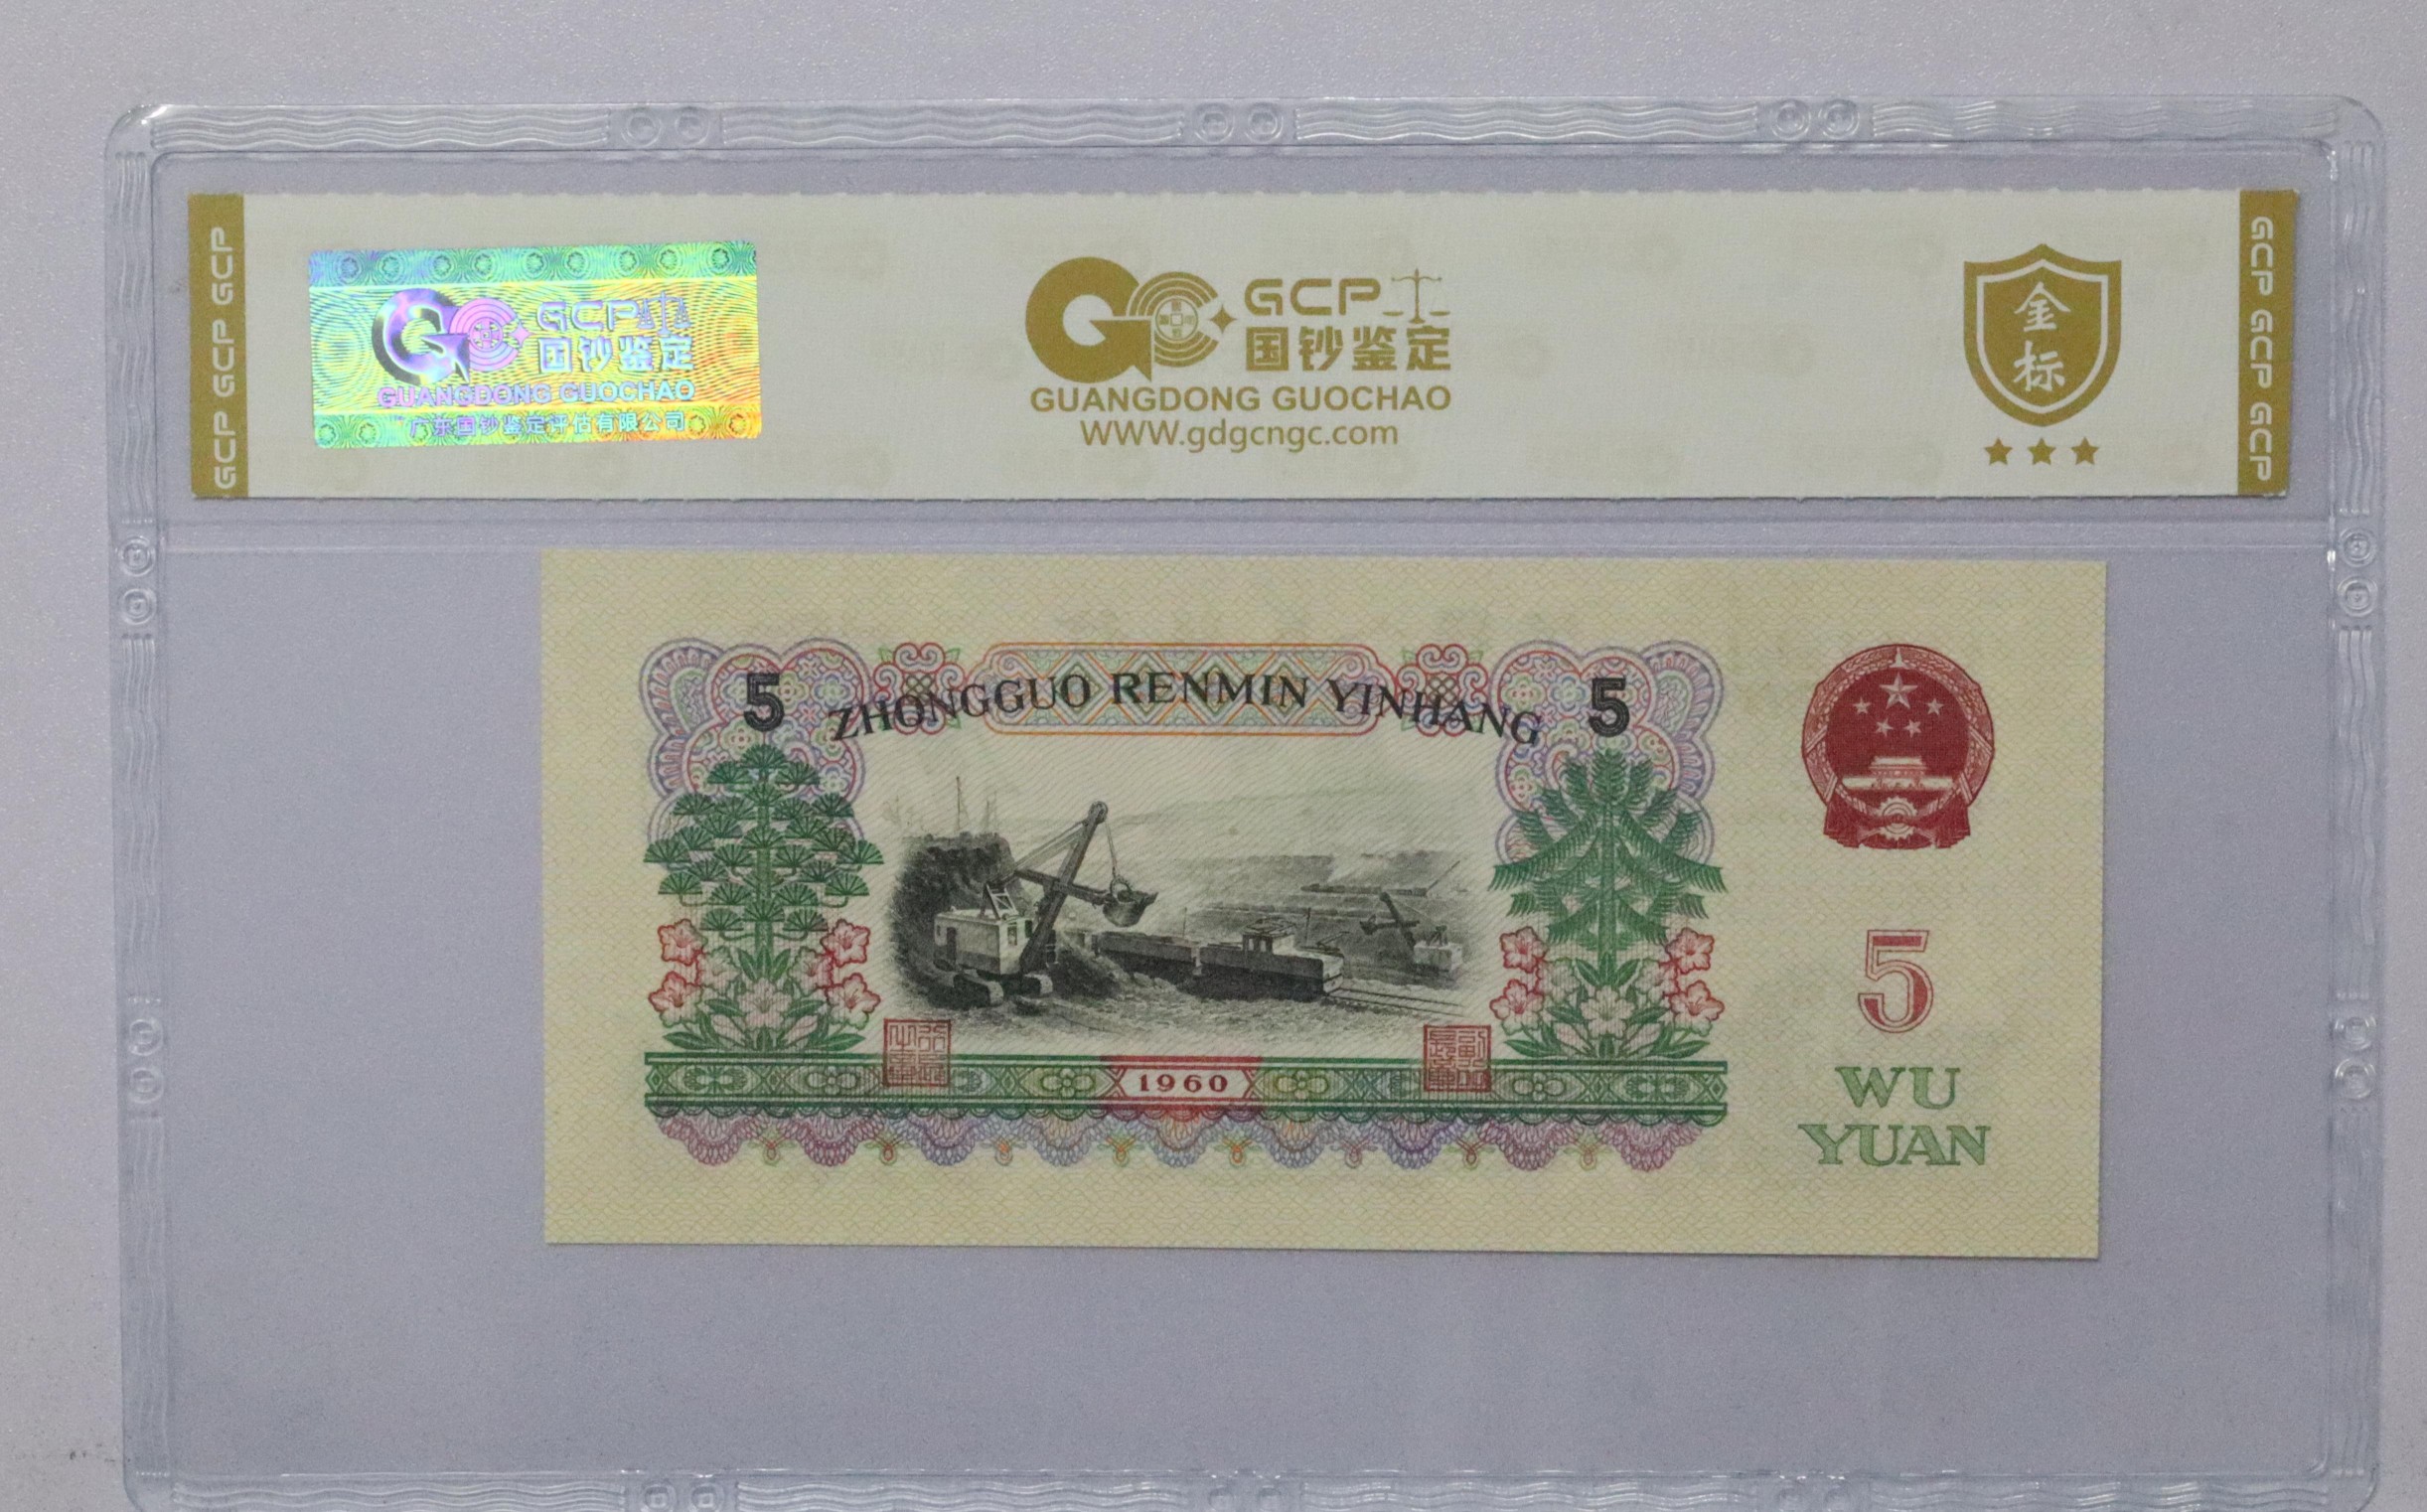 GCP GCP GCP
GCP
国钞鉴定
GUANGDONG GUOCHAO
广东国钞鉴定评估有限公司
GCP
国钞鉴定
GUANGDONG GUOCHAO
WWW.gdgcngc.com
金
标
GCP GCP GCP
5 ZHONGGUO RENMIN YINHANG 5
1960
5
WU
YUAN